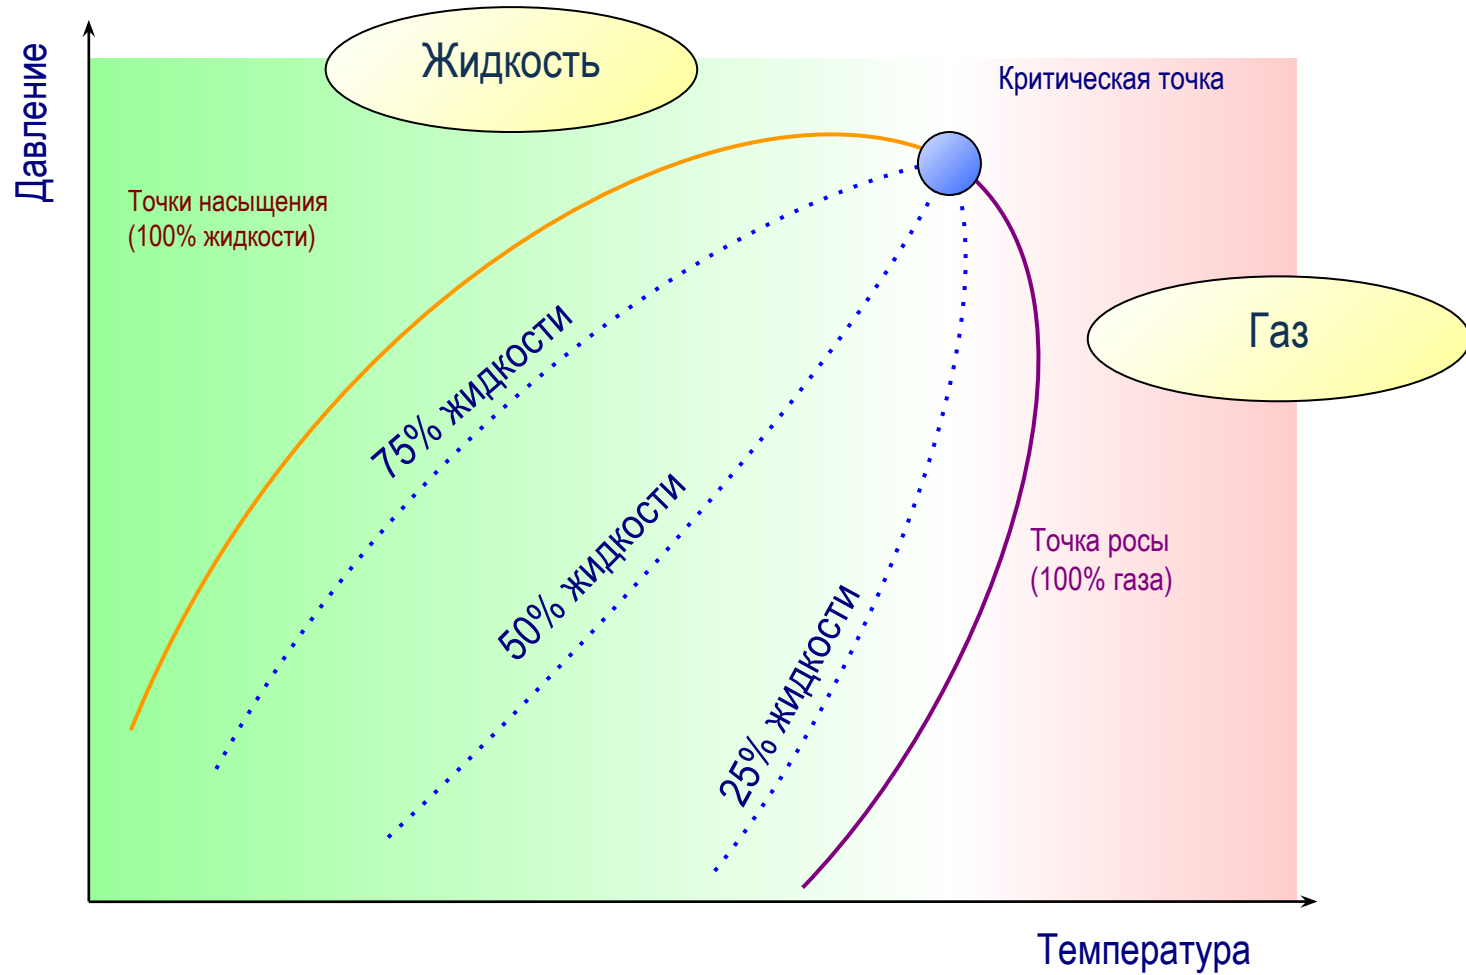 Давление
Жидкость
Критическая точка
Точки насыщения
(100% жидкости)
Газ
75% жидкости
50% жидкости
25% жидкости
Точка росы
(100% газа)
Температура